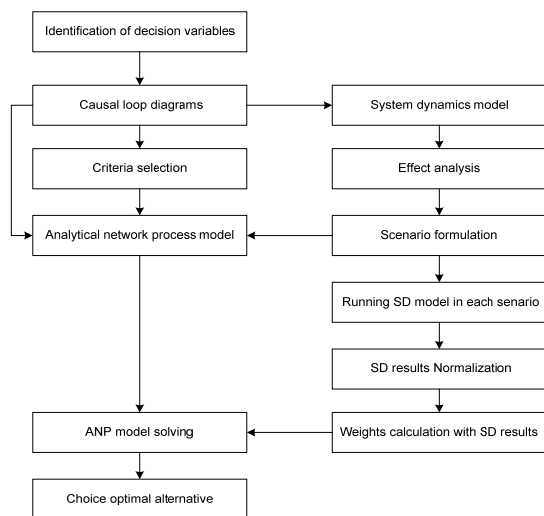 Identification of decision variables
Causal loop diagrams
System dynamics model
Criteria selection
Effect analysis
Analytical network process model
Scenario formulation
Running SD model in each senario
SD results Normalization
ANP model solving
Weights calculation with SD results
Choice optimal alternative